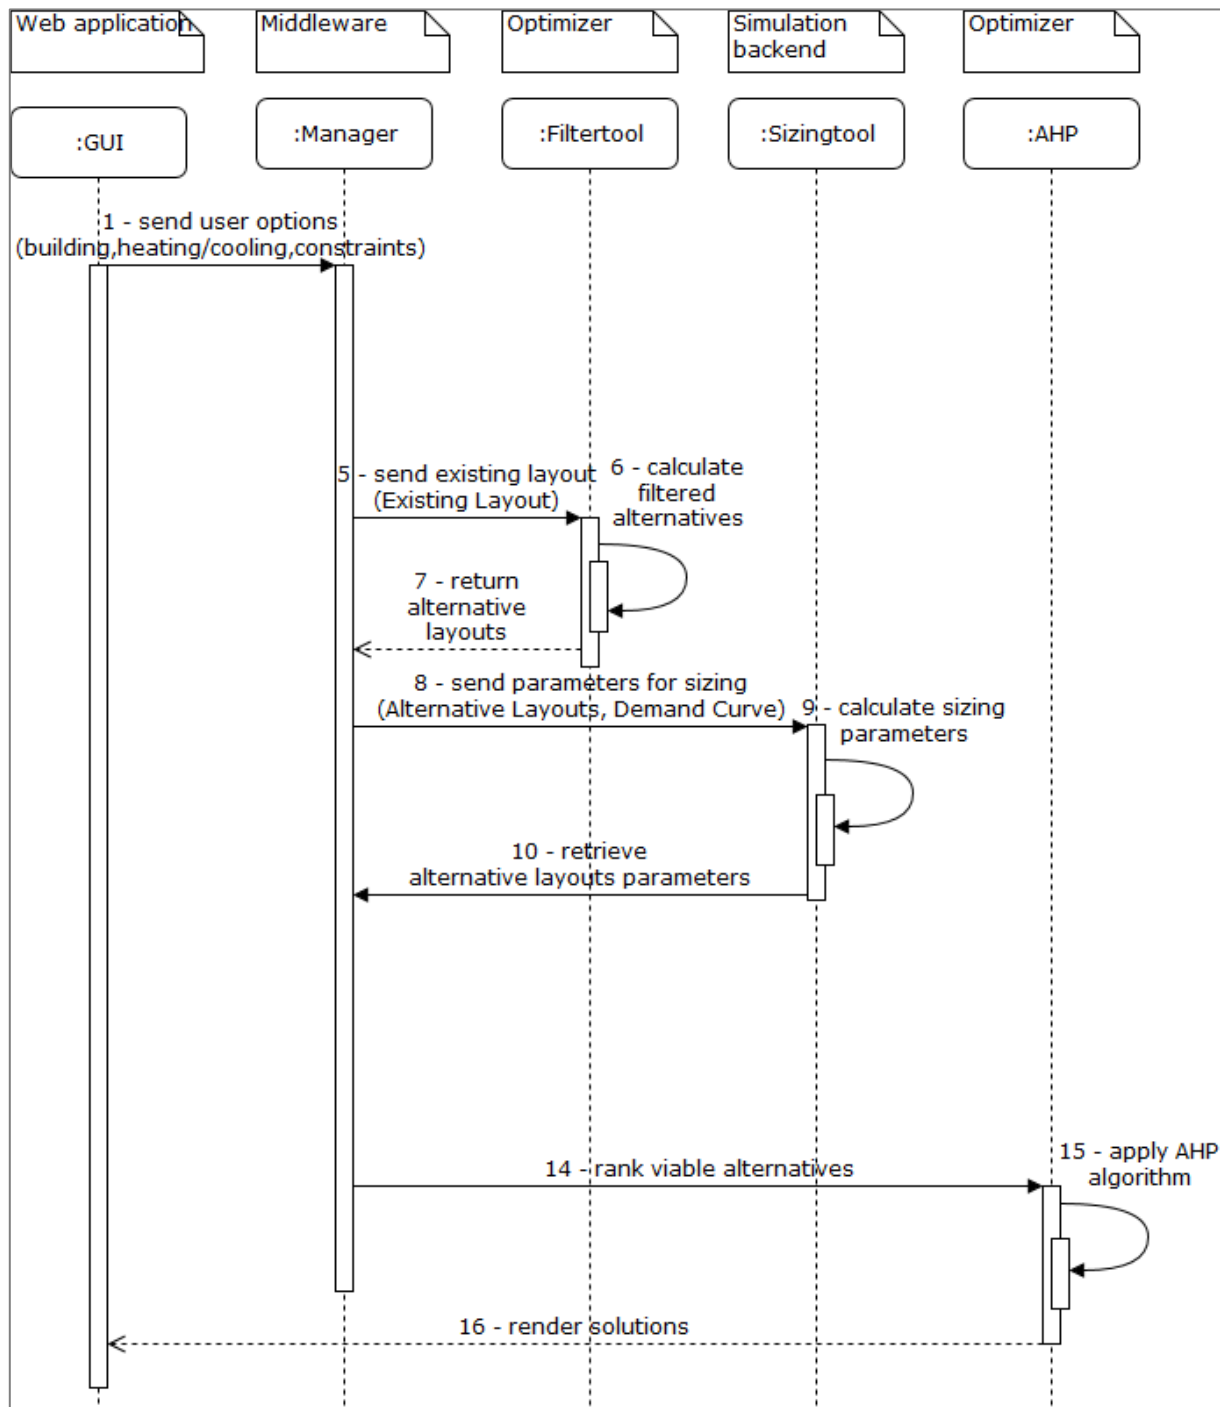 Web application
Middleware
Optimizer
Simulation
backend
Optimizer
:GUI
:Manager
:Filtertool
:Sizingtool
:AHP
1 - send user options
(building,heating/cooling,constraints)
5 - send existing layout
(Existing Layout)
6 - calculate
filtered
alternatives
7 - return
alternative
layouts
8 - send parameters for sizing
(Alternative Layouts, Demand Curve)
9 - calculate sizing
parameters
10 - retrieve
alternative layouts parameters
14 - rank viable alternatives
15 - apply AHP
algorithm
16 - render solutions